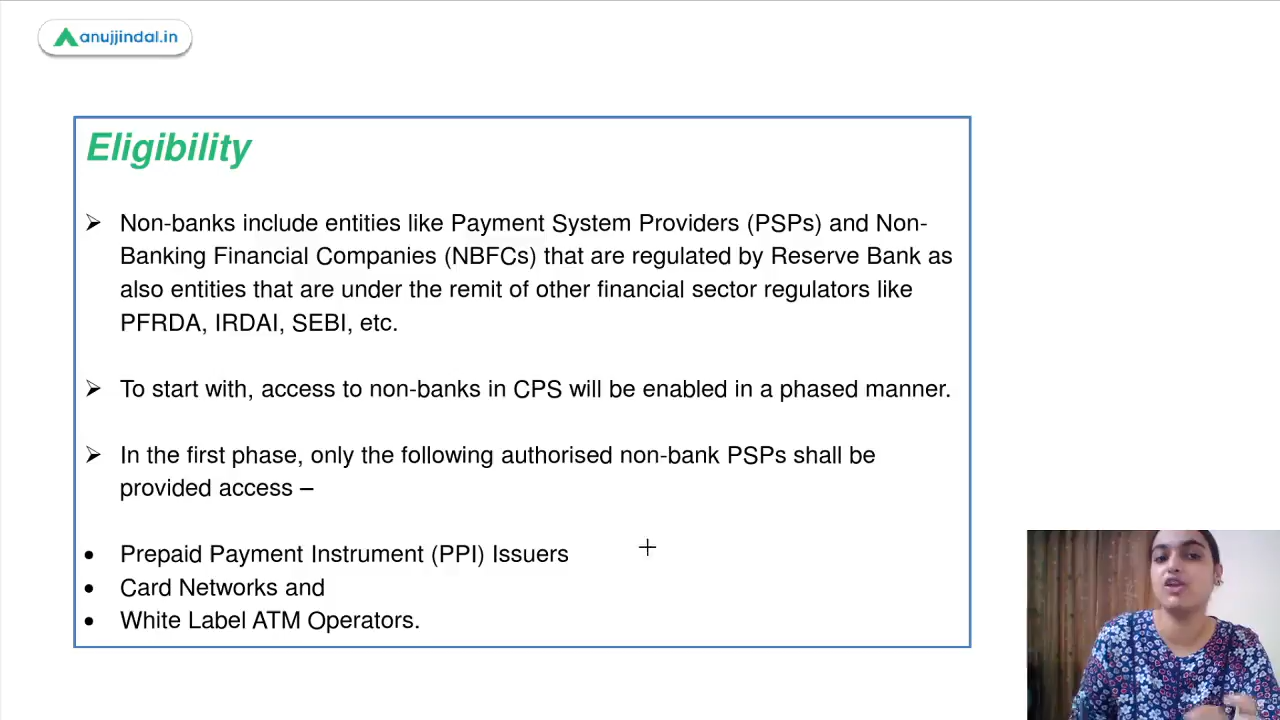 anujjindal.in
Eligibility
Non-banks include entities like Payment System Providers (PSPs) and Non-
Banking Financial Companies (NBFCs) that are regulated by Reserve Bank as
also entities that are under the remit of other financial sector regulators like
PFRDA, IRDAI, SEBI, etc.
To start with, access to non-banks in CPS will be enabled in a phased manner.
In the first phase, only the following authorised non-bank PSPs shall be
provided access –
Prepaid Payment Instrument (PPI) Issuers
Card Networks and
White Label ATM Operators.